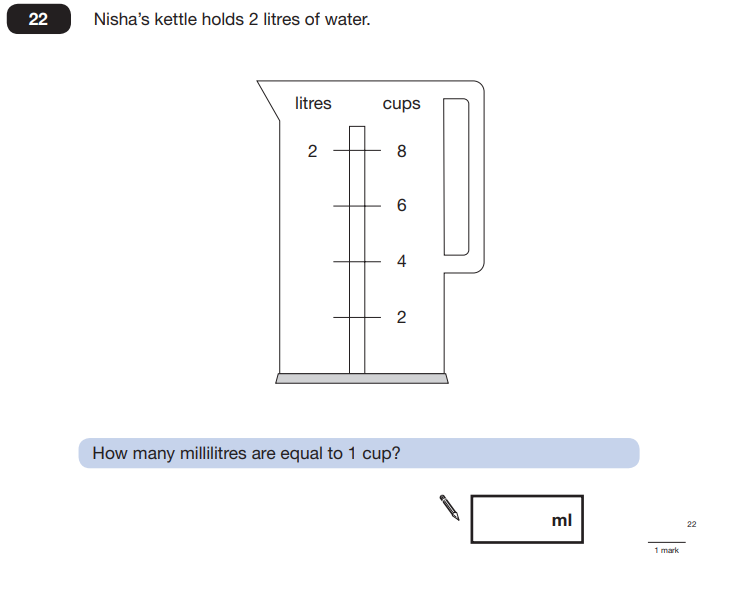 22 Nisha's kettle holds 2 litres of water.
litres cups
2 8
6
4
2
How many millilitres are equal to 1 cup?
ml
22
1 mark